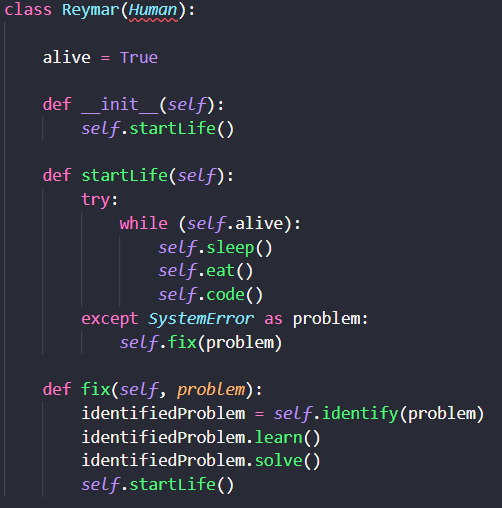 class Reymar(Human):
alive = True
def __init__(self):
self.startLife()
def startLife(self):
try:
while (self.alive):
self.sleep()
self.eat()
self.code()
except SystemError as problem:
self.fix(problem)
def fix(self, problem):
identifiedProblem = self.identify(problem)
identifiedProblem.learn()
identifiedProblem.solve()
self.startLife()